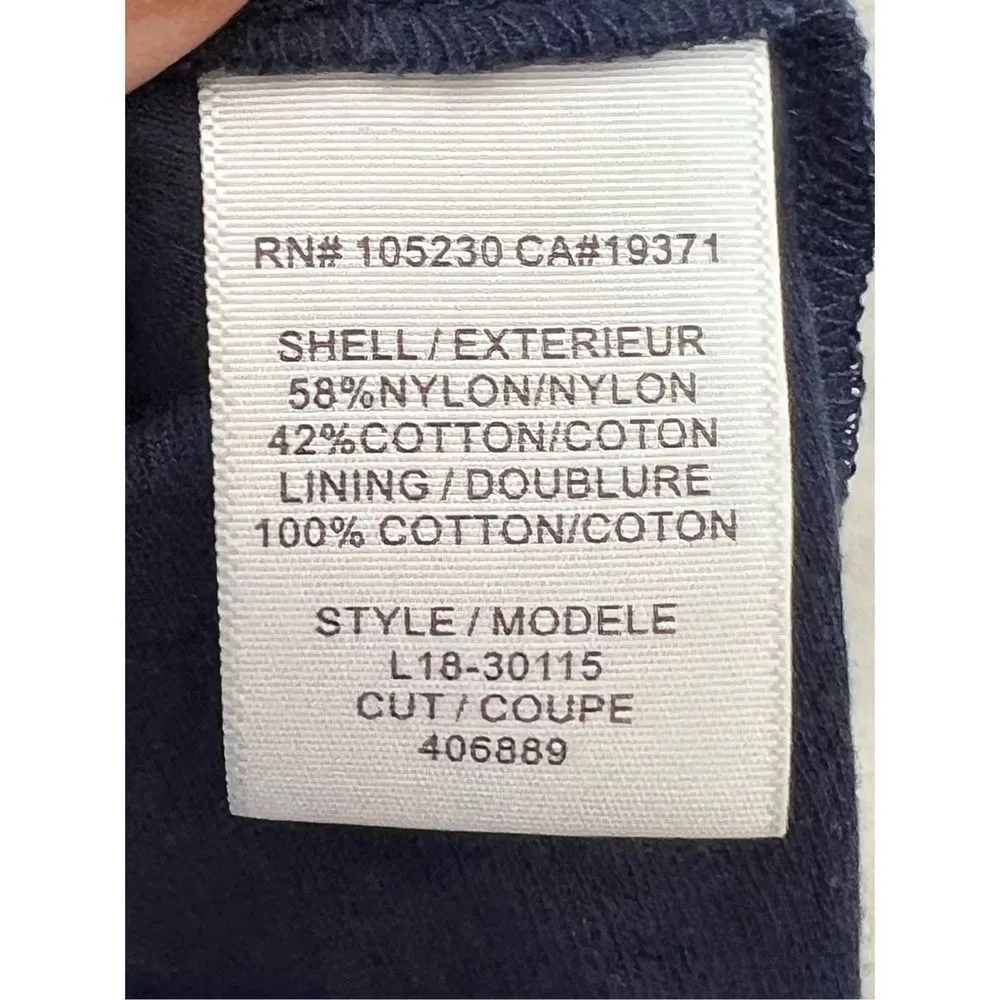 RN# 105230 CA#19371
SHELL / EXTERIEUR
58%NYLON/NYLON
42%COTTON/COTON
LINING / DOUBLURE
100% COTTON/COTON
STYLE / MODELE
L18-30115
CUT / COUPE
406889